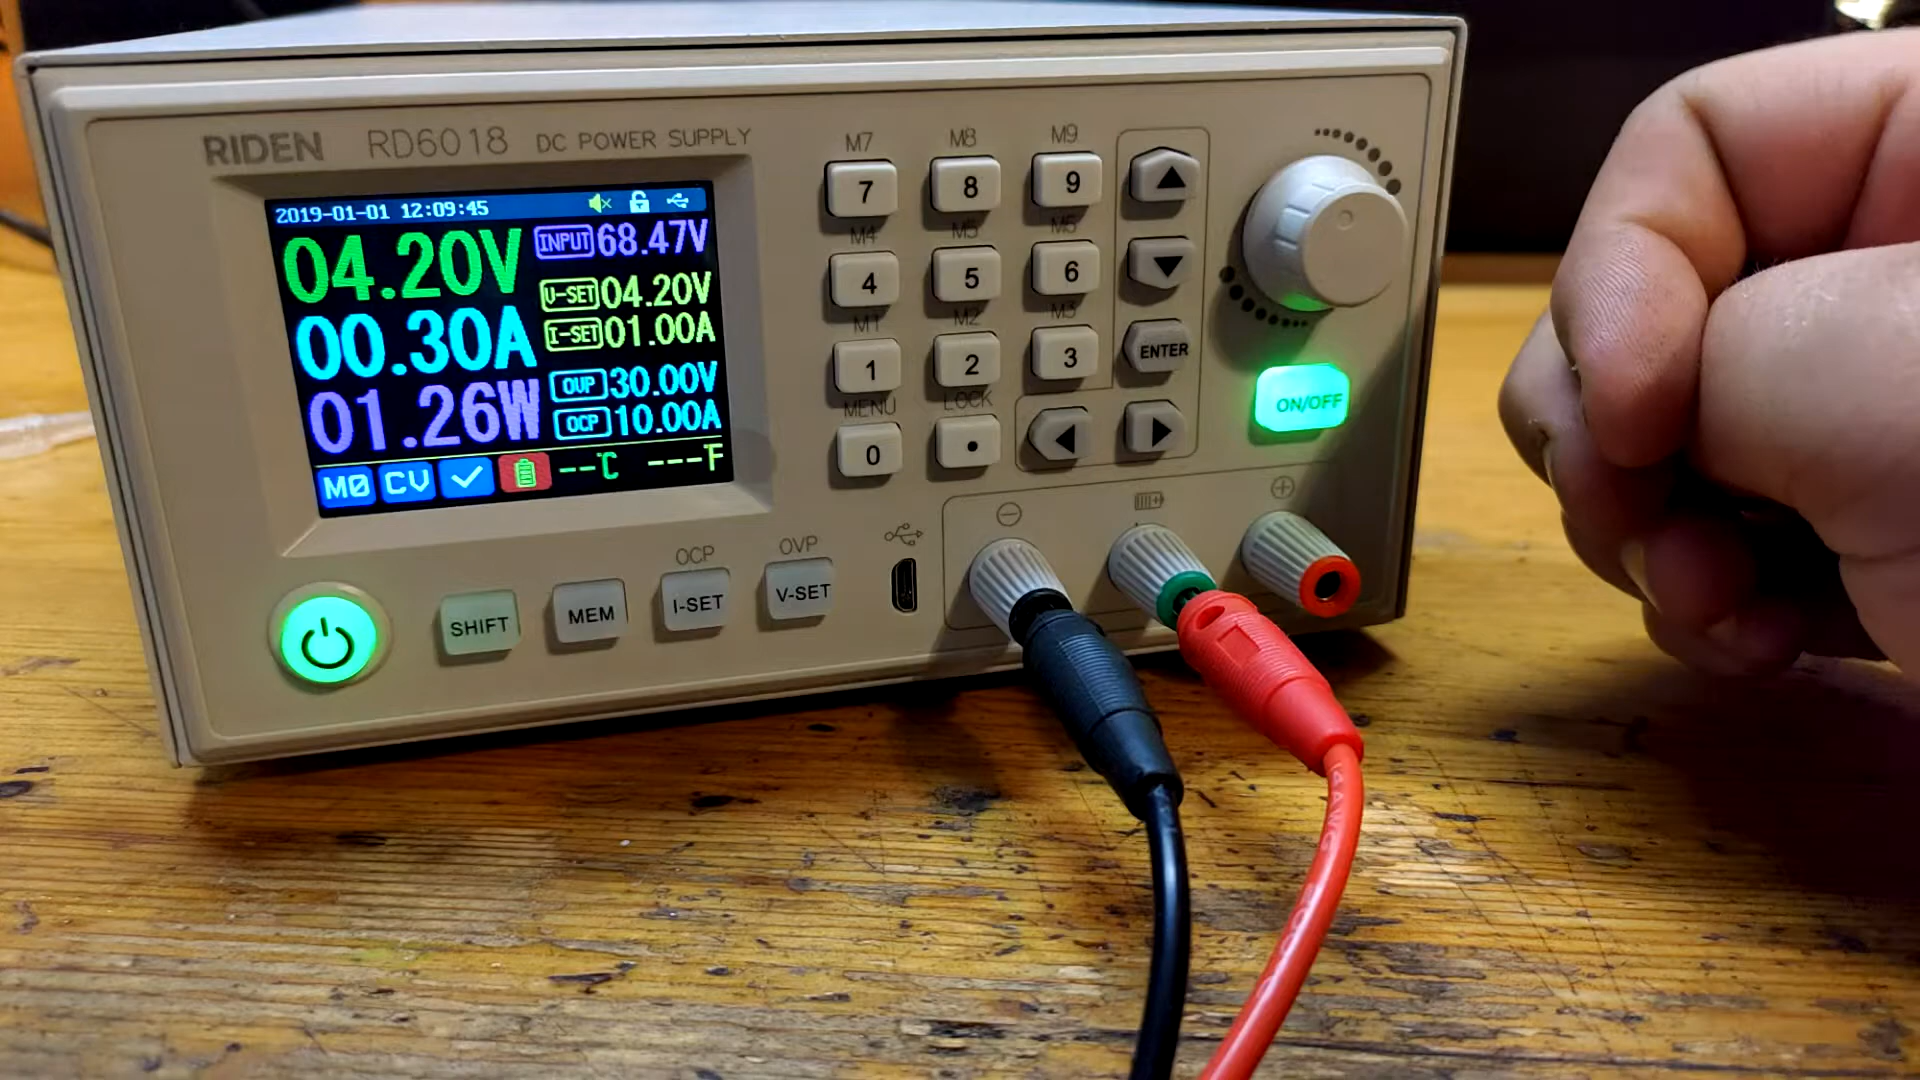 RIDEN RD6018 DC POWER SUPPLY
2019-01-01 12:09:45
04.20V
INPUT 68.47V
00.30A
V-SET 04.20V
I-SET 01.00A
01.26W
OVP 30.00V
OCP 10.00A
M0 CV --℃ ---℉
M7 M8 M9
7 8 9
M4 M5 M6
4 5 6
M1 M2 M3
1 2 3 ENTER
MENU LOCK
0 .
ON/OFF
OCP OVP
SHIFT MEM I-SET V-SET
14AWG